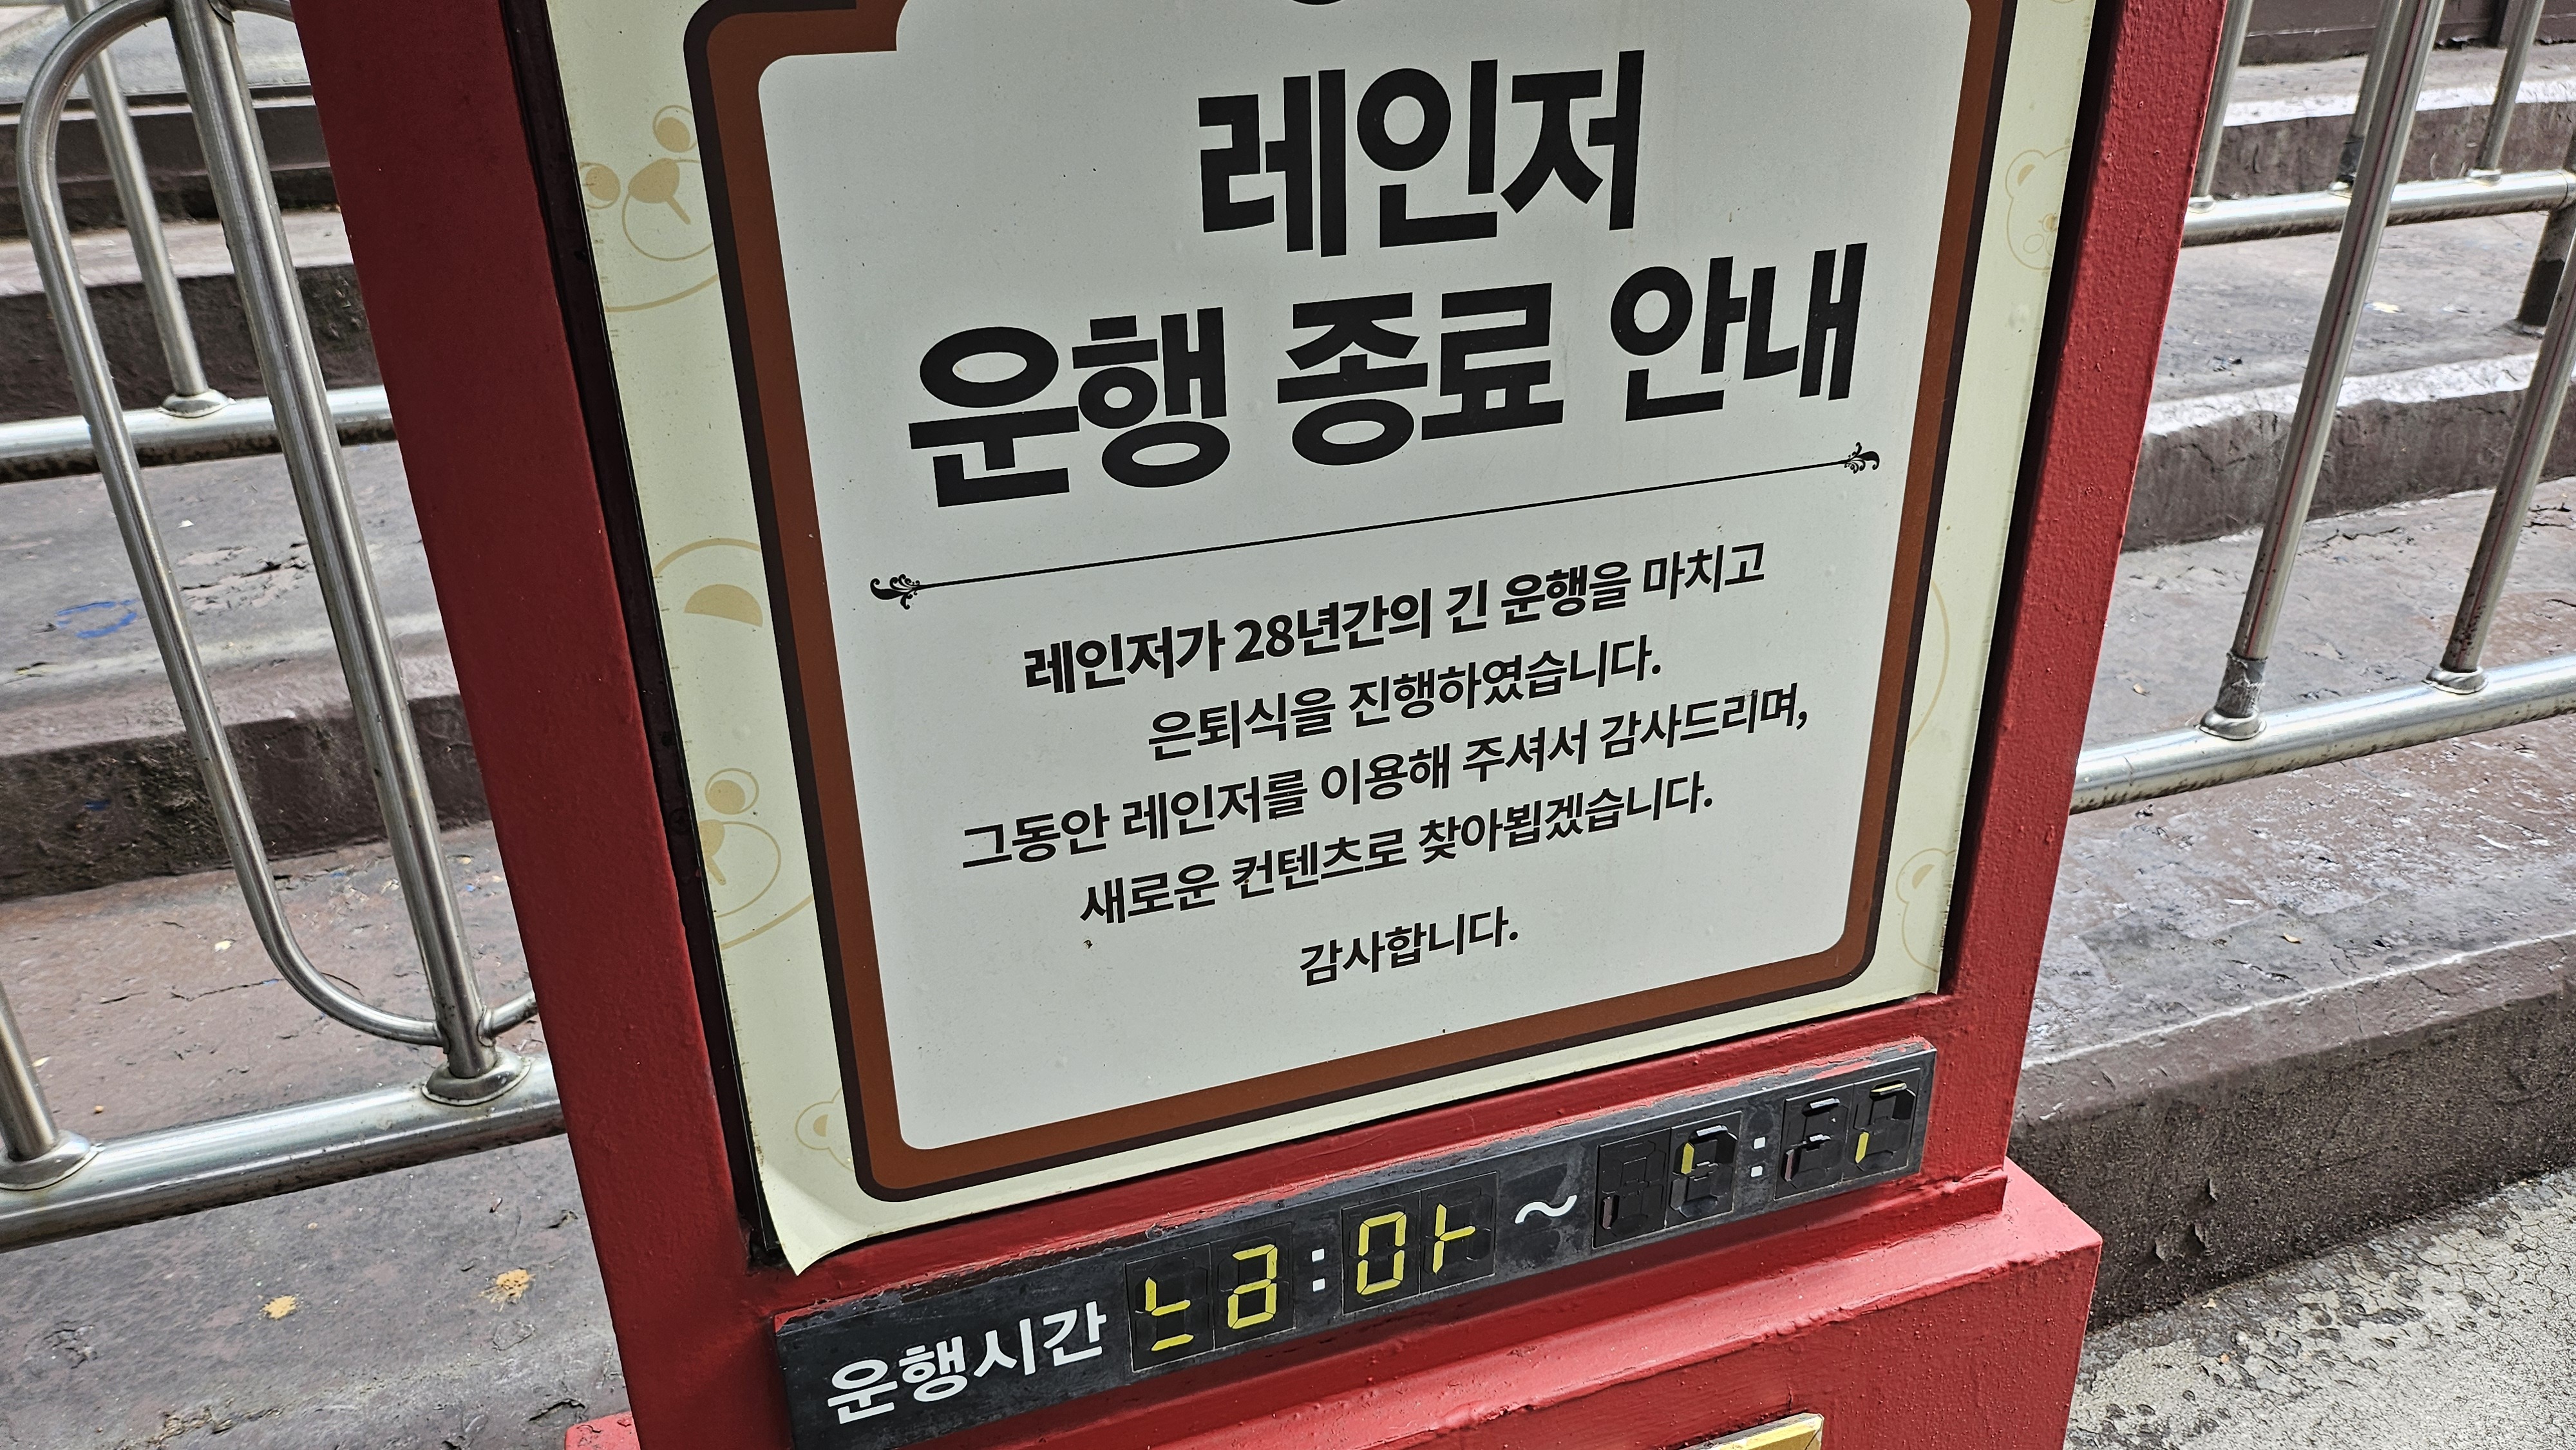 레인저
운행 종료 안내
레인저가 28년간의 긴 운행을 마치고
은퇴식을 진행하였습니다.
그동안 레인저를 이용해 주셔서 감사드리며,
새로운 컨텐츠로 찾아뵙겠습니다.
감사합니다.
운행시간